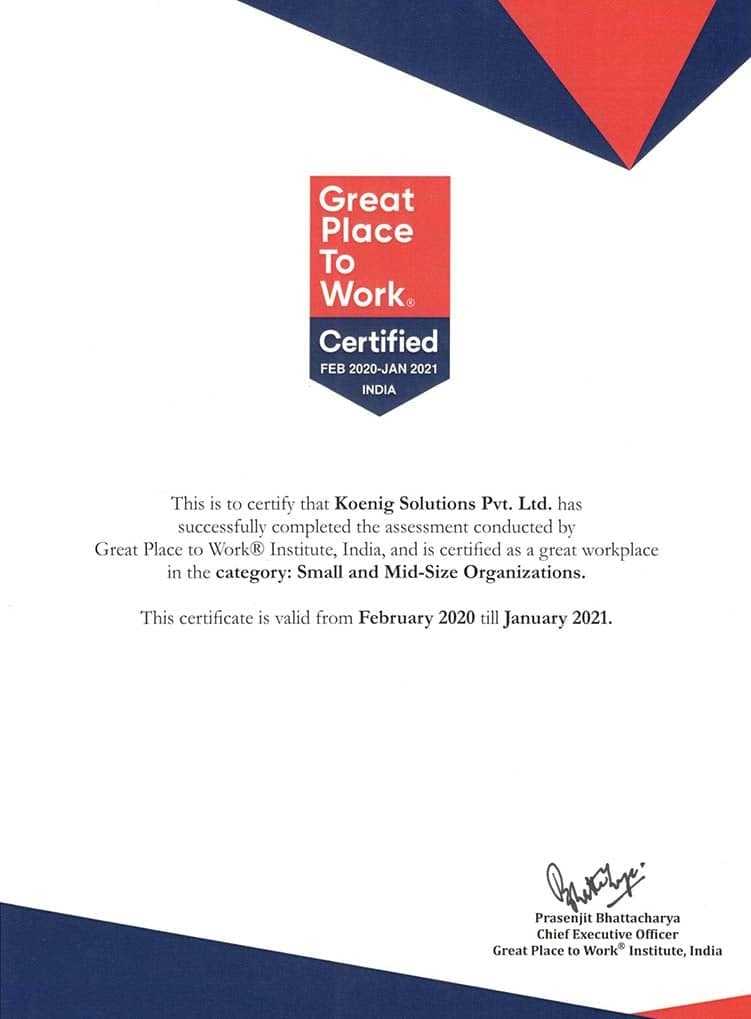 Great
Place
To
Work®
Certified
FEB 2020-JAN 2021
INDIA
This is to certify that Koenig Solutions Pvt. Ltd. has
successfully completed the assessment conducted by
Great Place to Work® Institute, India, and is certified as a great workplace
in the category: Small and Mid-Size Organizations.
This certificate is valid from February 2020 till January 2021.
Prasenjit Bhattacharya
Chief Executive Officer
Great Place to Work® Institute, India